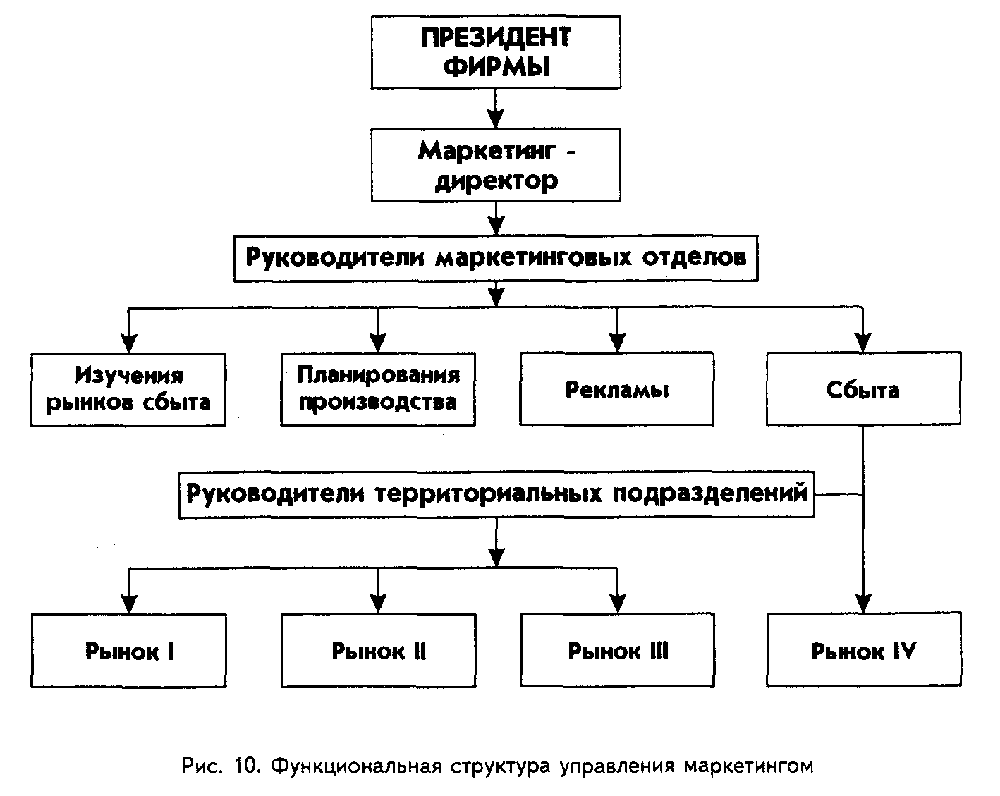 ПРЕЗИДЕНТ
ФИРМЫ
Маркетинг -
директор
Руководители маркетинговых отделов
Изучения
рынков сбыта
Планирования
производства
Рекламы
Сбыта
Руководители территориальных подразделений
Рынок I
Рынок II
Рынок III
Рынок IV
Рис. 10. Функциональная структура управления маркетингом